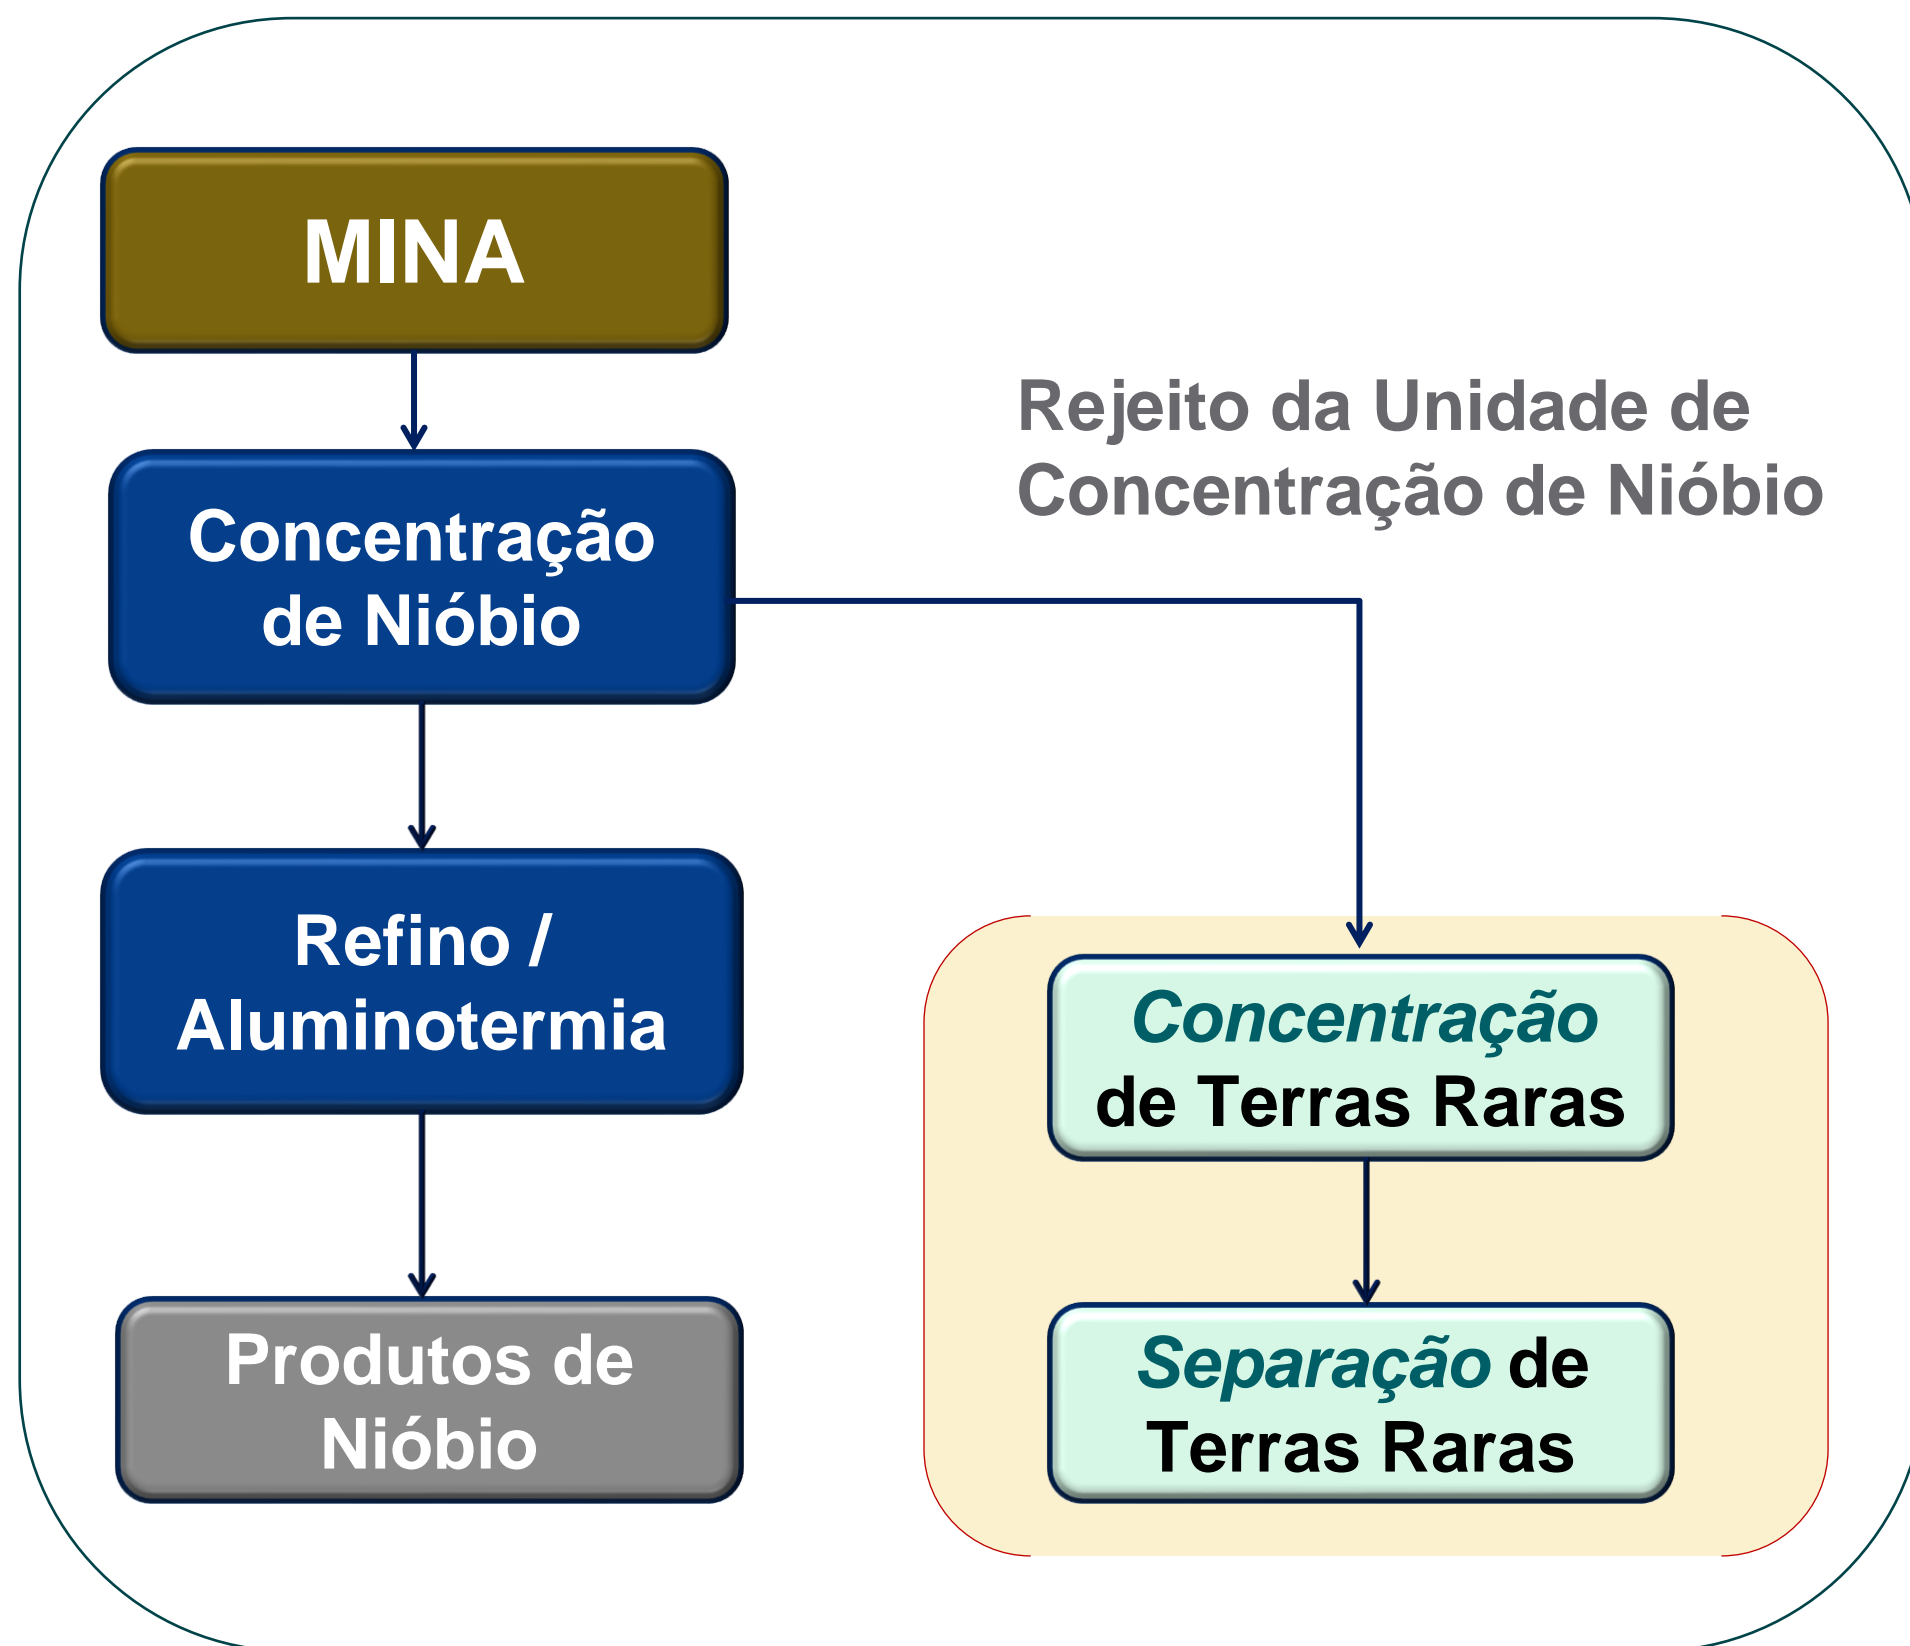 MINA
Rejeito da Unidade de
Concentração de Nióbio
Concentração
de Nióbio
Refino /
Aluminotermia
Concentração
de Terras Raras
Produtos de
Nióbio
Separação de
Terras Raras